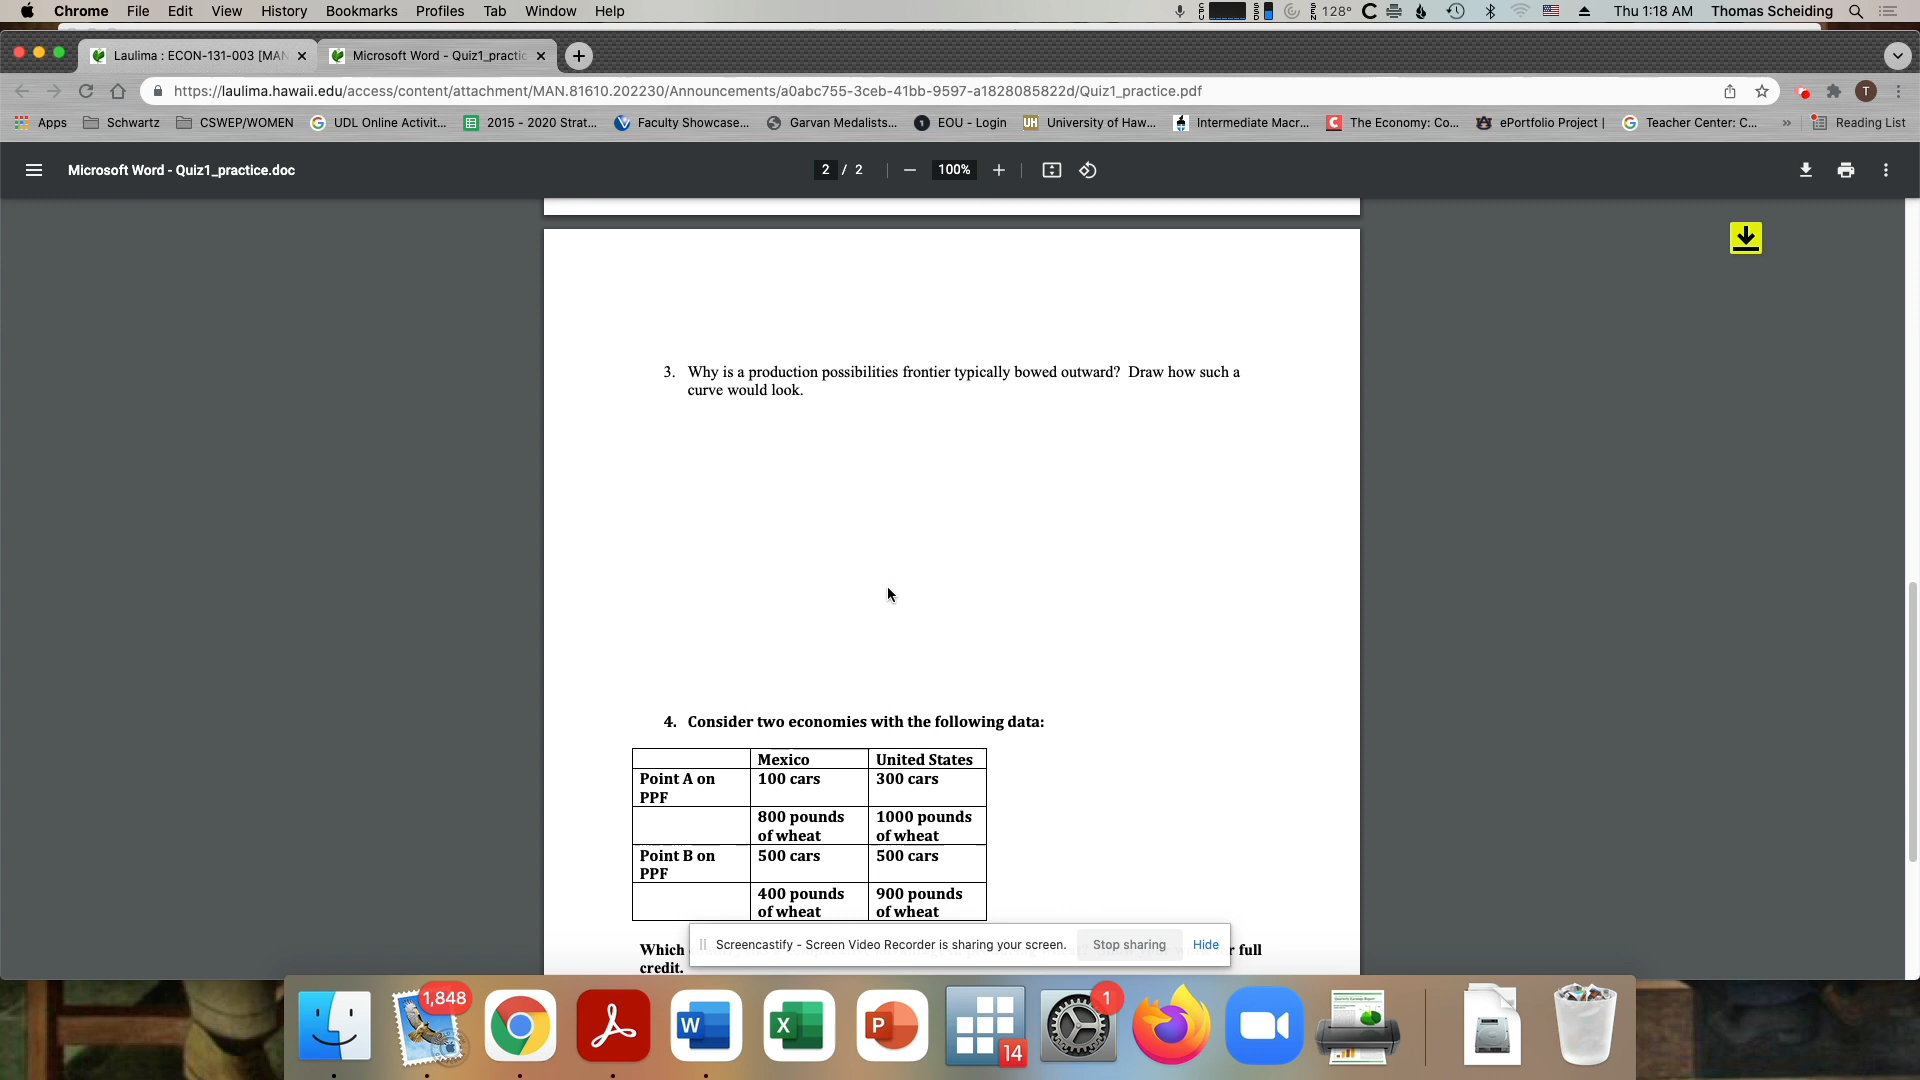 Chrome File Edit View History Bookmarks Profiles Tab Window Help 128° Thu 1:18 AM Thomas Scheiding
Laulima : ECON-131-003 [MAN Microsoft Word - Quiz1_practic
https://laulima.hawaii.edu/access/content/attachment/MAN.81610.202230/Announcements/a0abc755-3ceb-41bb-9597-a1828085822d/Quiz1_practice.pdf T
Apps Schwartz CSWEP/WOMEN UDL Online Activit... 2015 - 2020 Strat... Faculty Showcase... Garvan Medalists... EOU - Login University of Haw... Intermediate Macr... The Economy: Co... ePortfolio Project | Teacher Center: C... » Reading List
Microsoft Word - Quiz1_practice.doc 2 / 2 100%
3. Why is a production possibilities frontier typically bowed outward? Draw how such a
curve would look.
4. Consider two economies with the following data:
Mexico United States
Point A on 100 cars 300 cars
PPF
800 pounds 1000 pounds
of wheat of wheat
Point B on 500 cars 500 cars
PPF
400 pounds 900 pounds
of wheat of wheat
Screencastify - Screen Video Recorder is sharing your screen. Stop sharing Hide
Which r full
credit.
1,848 W X P 14 1